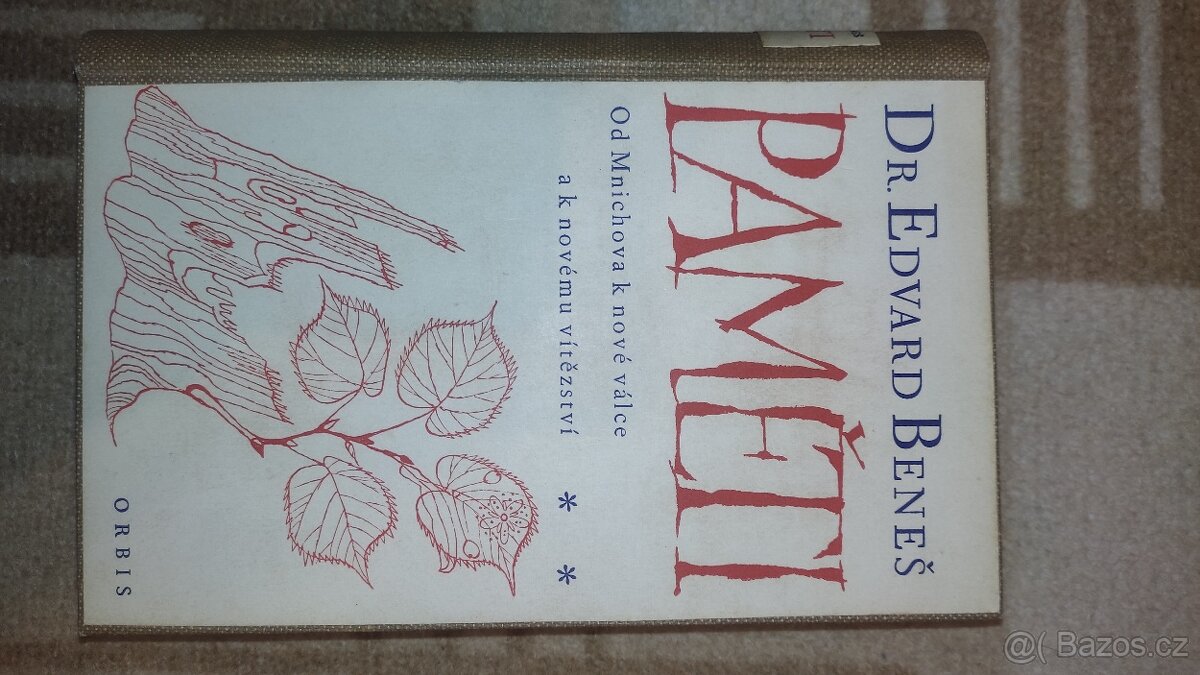 DR. EDVARD BENEŠ
PAMĚTI
Od Mnichova k nové válce
a k novému vítězství * *
ORBIS
@( Bazos.cz